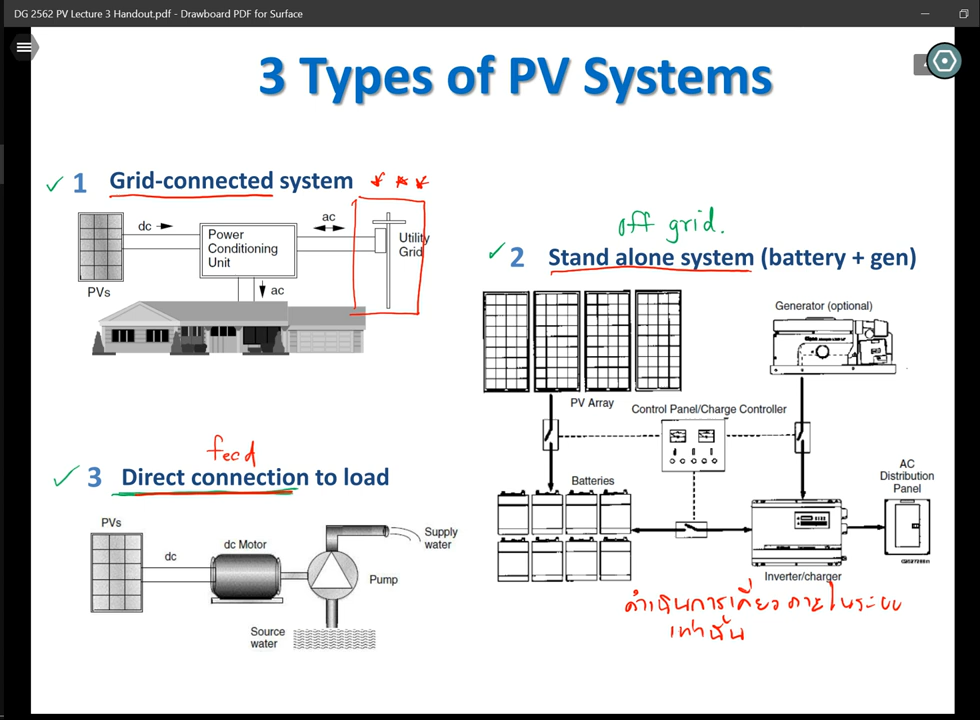 DG 2562 PV Lecture 3 Handout.pdf - Drawboard PDF for Surface
3 Types of PV Systems
1 Grid-connected system
dc
Power
Conditioning
Unit
ac
Utility
Grid
PVs
ac
off grid.
2 Stand alone system (battery + gen)
Generator (optional)
PV Array
Control Panel/Charge Controller
Batteries
AC
Distribution
Panel
Inverter/charger
ดำเนินการเดี่ยวภายในระบบ
เท่านั้น
feed
3 Direct connection to load
PVs
dc
dc Motor
Supply
water
Pump
Source
water